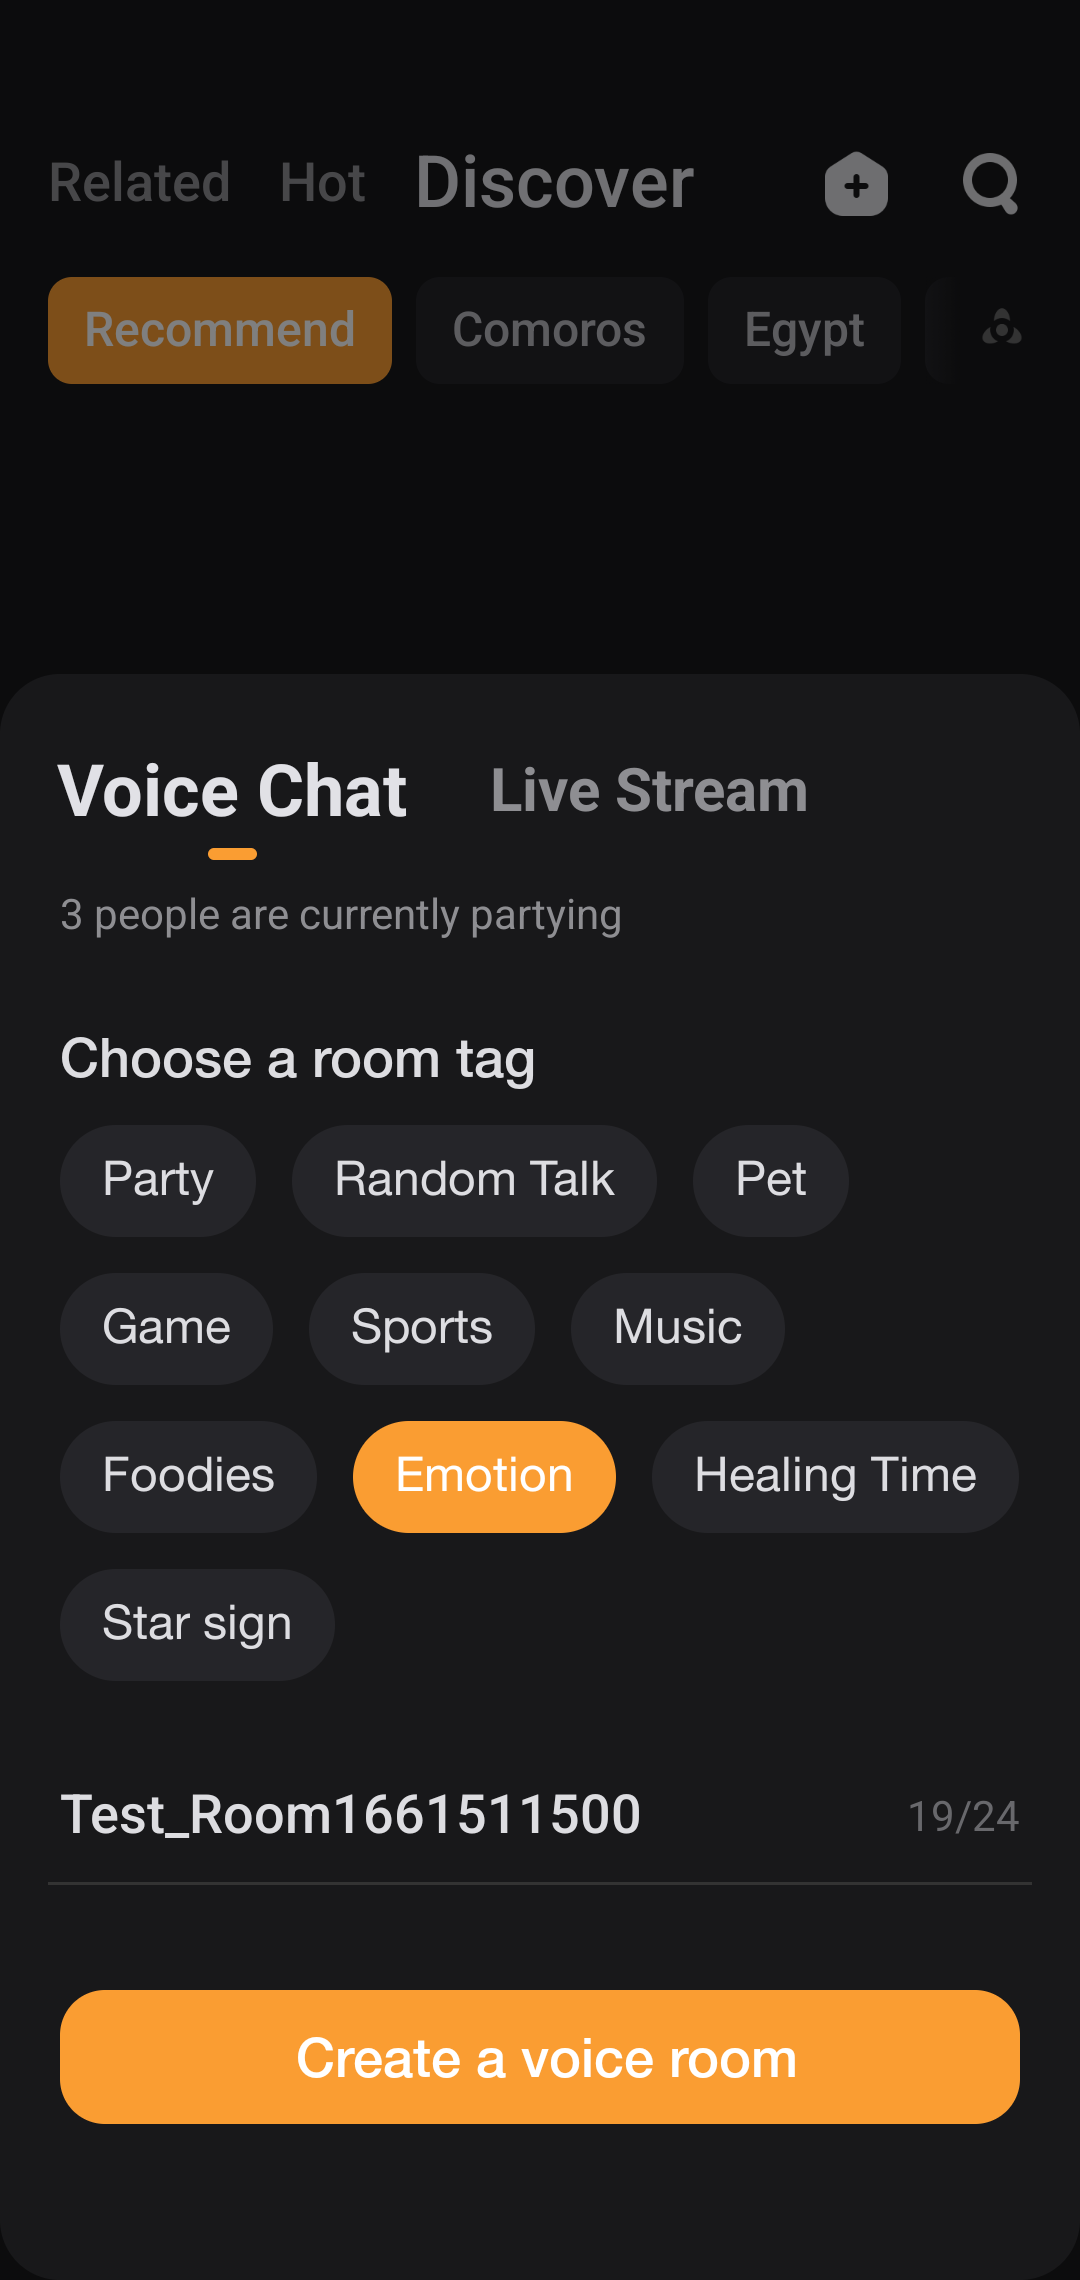 Related Hot Discover
Recommend Comoros Egypt
Voice Chat Live Stream
3 people are currently partying
Choose a room tag
Party Random Talk Pet
Game Sports Music
Foodies Emotion Healing Time
Star sign
Test_Room1661511500 19/24
Create a voice room